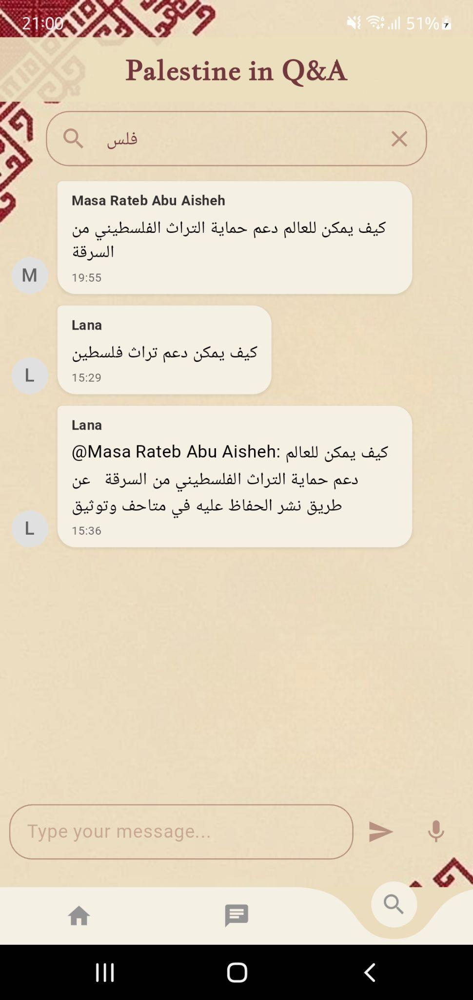 21:00
51%
Palestine in Q&A
فلس
Masa Rateb Abu Aisheh
كيف يمكن للعالم دعم حماية التراث الفلسطيني من
السرقة
19:55
M
Lana
كيف يمكن دعم تراث فلسطين
15:29
L
Lana
@Masa Rateb Abu Aisheh: كيف يمكن للعالم
دعم حماية التراث الفلسطيني من السرقة عن
طريق نشر الحفاظ عليه في متاحف وتوثيق
15:36
L
Type your message...